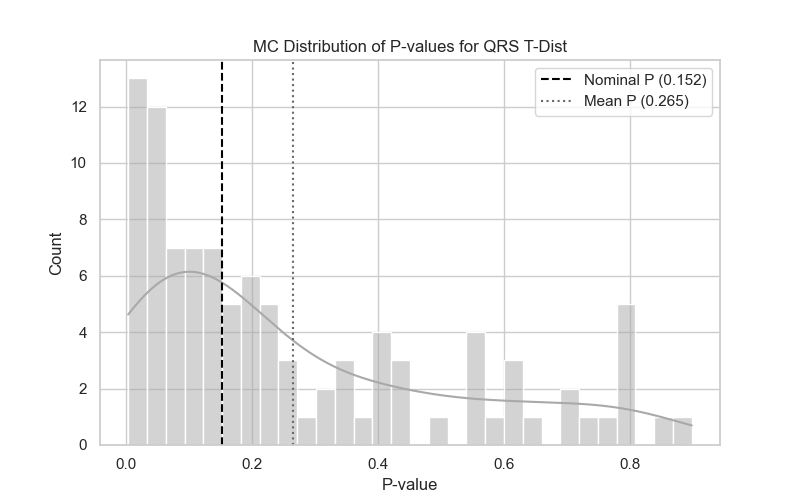 MC Distribution of P-values for QRS T-Dist
Nominal P (0.152)
Mean P (0.265)
Count
12
10
8
6
4
2
0
0.0 0.2 0.4 0.6 0.8
P-value